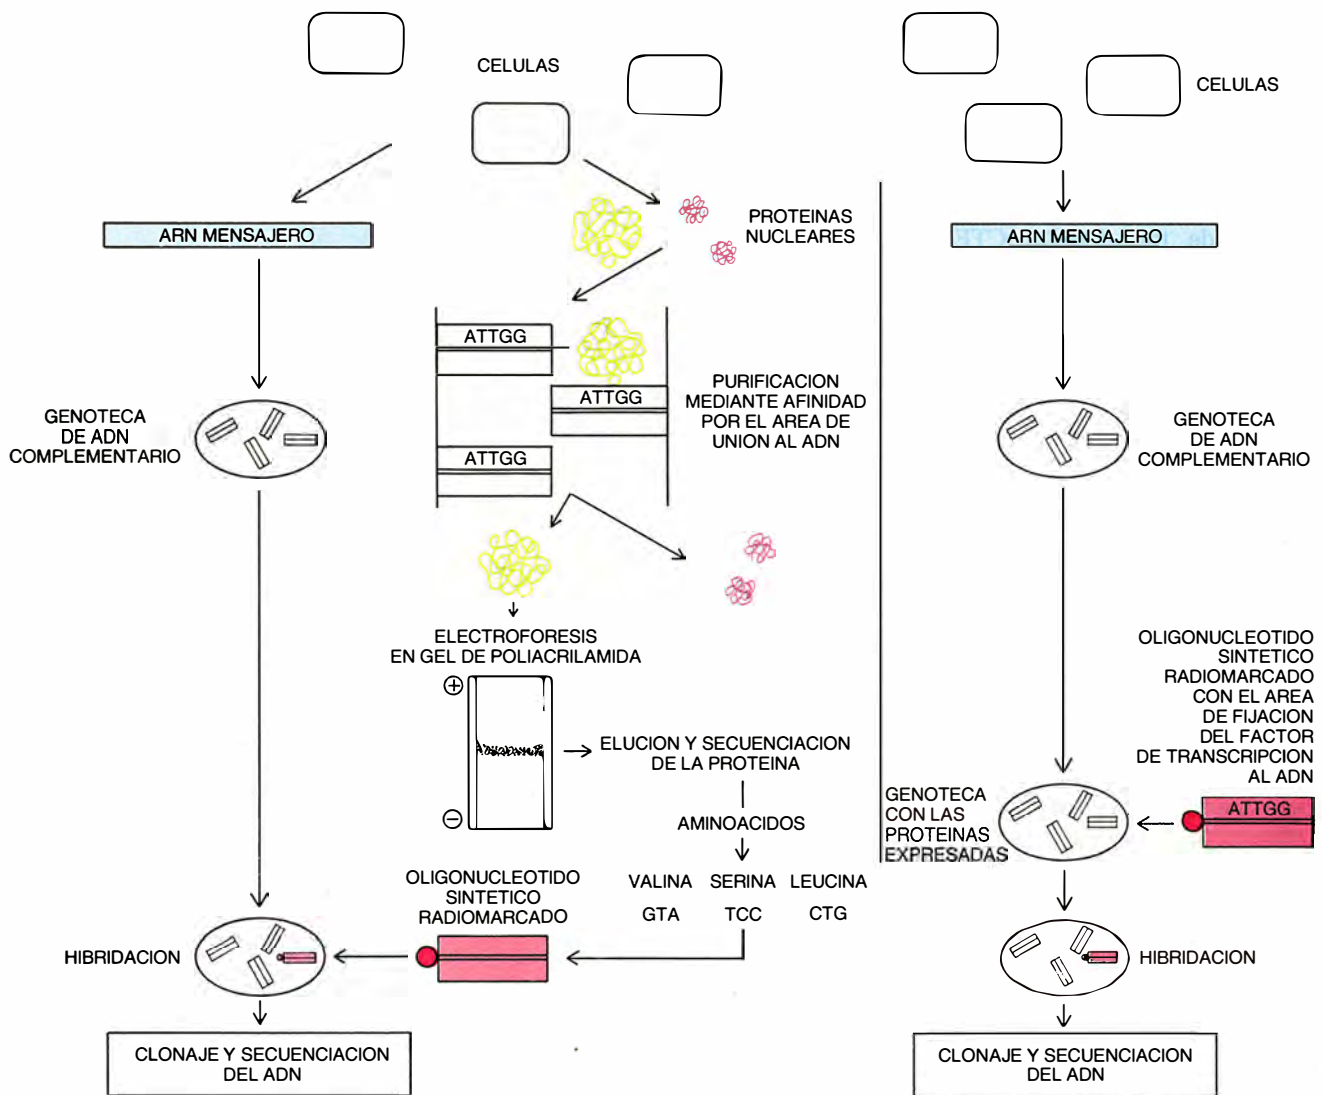 CELULAS
ARN MENSAJERO
PROTEINAS
NUCLEARES
ATTGG
ATTGG
ATTGG
PURIFICACION
MEDIANTE AFINIDAD
POR EL AREA DE
UNION AL ADN
GENOTECA
DE ADN
COMPLEMENTARIO
ELECTROFORESIS
EN GEL DE POLIACRILAMIDA
+
−
ELUCION Y SECUENCIACION
DE LA PROTEINA
AMINOACIDOS
VALINA SERINA LEUCINA
GTA TCC CTG
OLIGONUCLEOTIDO
SINTETICO
RADIOMARCADO
HIBRIDACION
CLONAJE Y SECUENCIACION
DEL ADN
CELULAS
ARN MENSAJERO
GENOTECA
DE ADN
COMPLEMENTARIO
OLIGONUCLEOTIDO
SINTETICO
RADIOMARCADO
CON EL AREA
DE FIJACION
DEL FACTOR
DE TRANSCRIPCION
AL ADN
ATTGG
GENOTECA
CON LAS
PROTEINAS
EXPRESADAS
HIBRIDACION
CLONAJE Y SECUENCIACION
DEL ADN